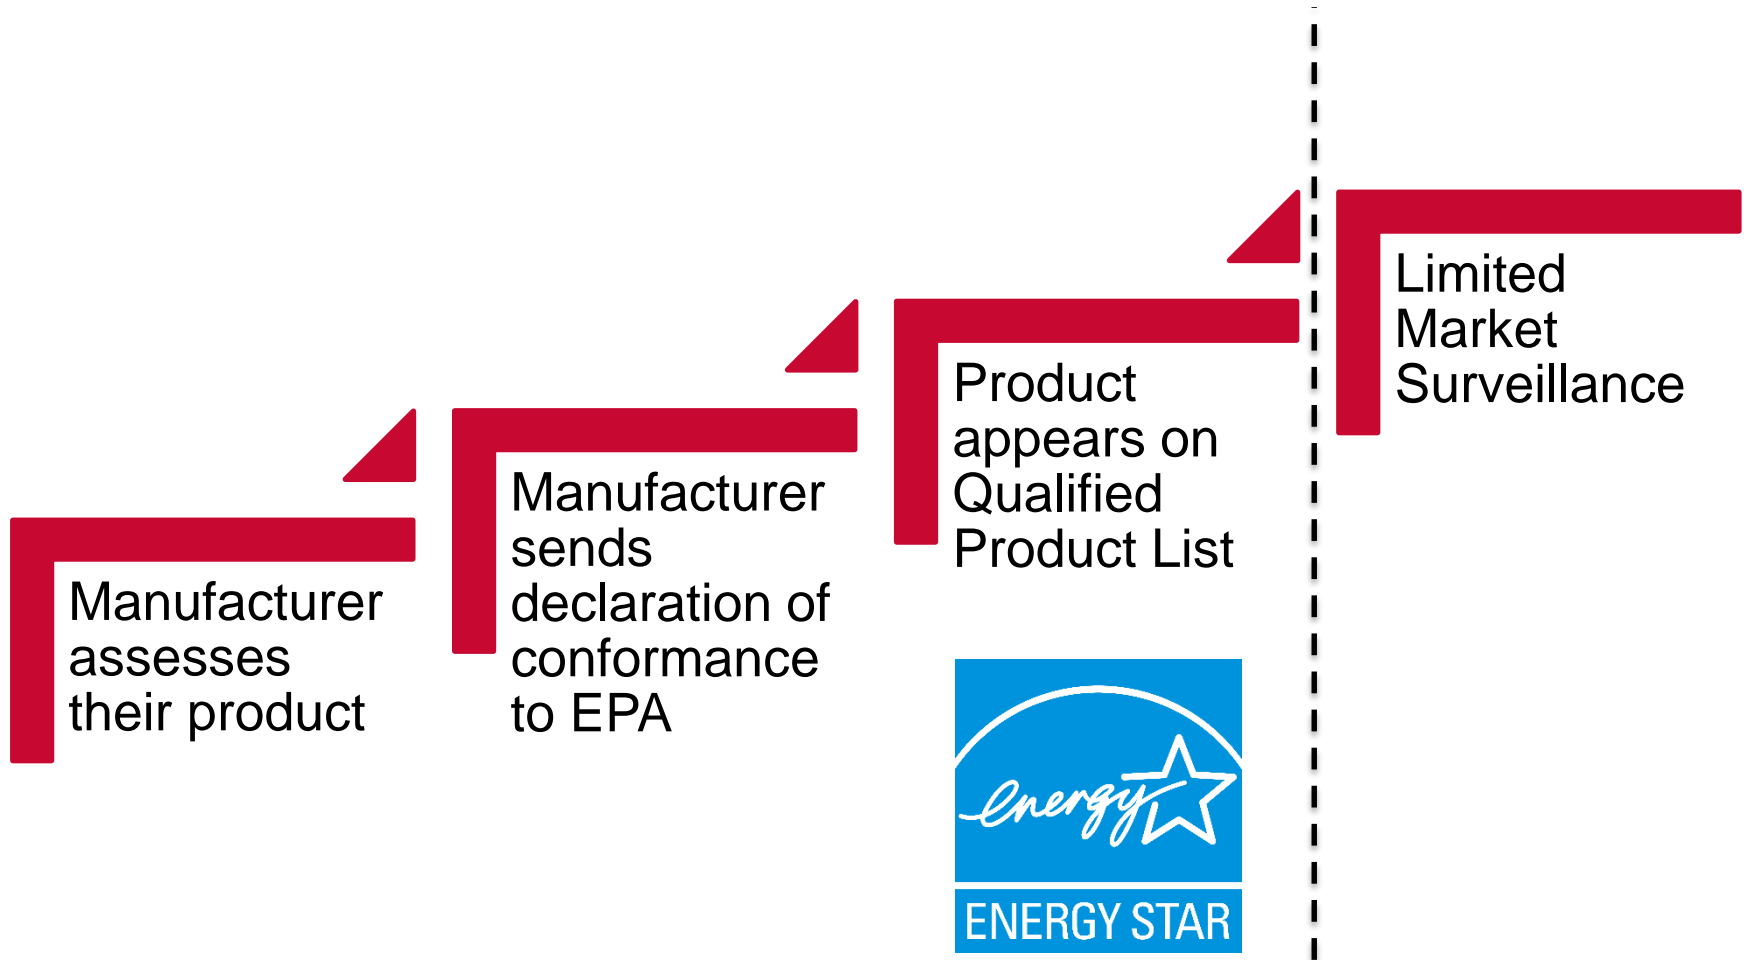 Manufacturer
assesses
their product
Manufacturer
sends
declaration of
conformance
to EPA
Product
appears on
Qualified
Product List
energy
ENERGY STAR
Limited
Market
Surveillance